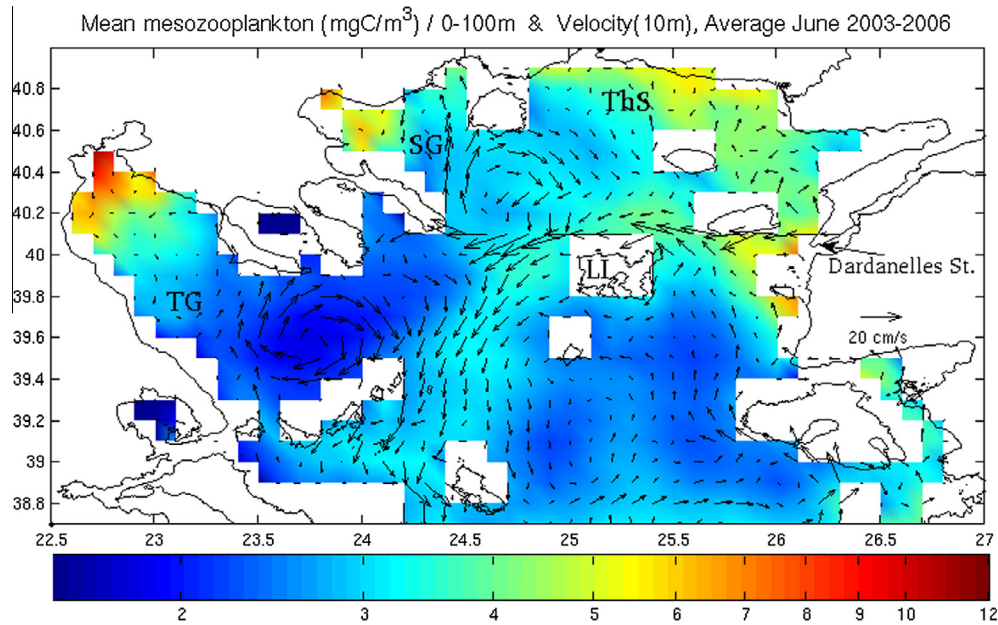 Mean mesozooplankton (mgC/m³) / 0-100m & Velocity(10m), Average June 2003-2006
40.8
40.6
40.4
40.2
40
39.8
39.6
39.4
39.2
39
38.8
ThS
SG
LI
TG
Dardanelles St.
20 cm/s
22.5 23 23.5 24 24.5 25 25.5 26 26.5 27
2 3 4 5 6 7 8 9 10 12